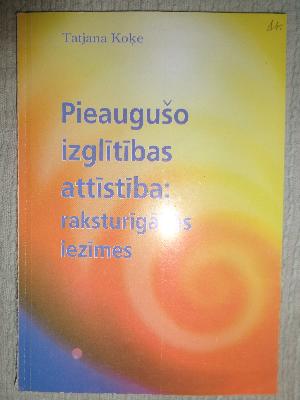 Tatjana Koķe
Pieaugušo
izglītības
attīstība:
raksturīgākās
iezīmes